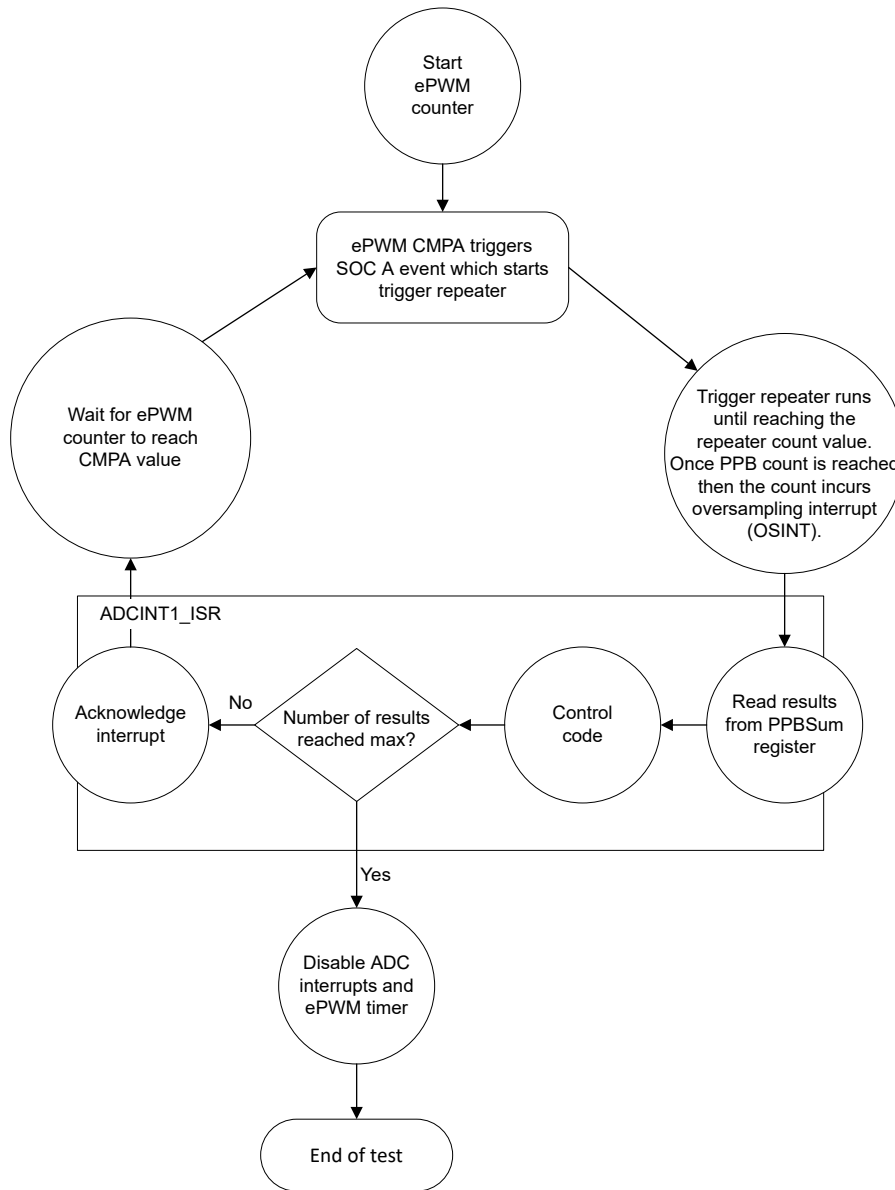 Start
ePWM
counter
ePWM CMPA triggers
SOC A event which starts
trigger repeater
Wait for ePWM
counter to reach
CMPA value
Trigger repeater runs
until reaching the
repeater count value.
Once PPB count is reached
then the count incurs
oversampling interrupt
(OSINT).
ADCINT1_ISR
Acknowledge
interrupt
No
Number of results
reached max?
Control
code
Read results
from PPBSum
register
Yes
Disable ADC
interrupts and
ePWM timer
End of test